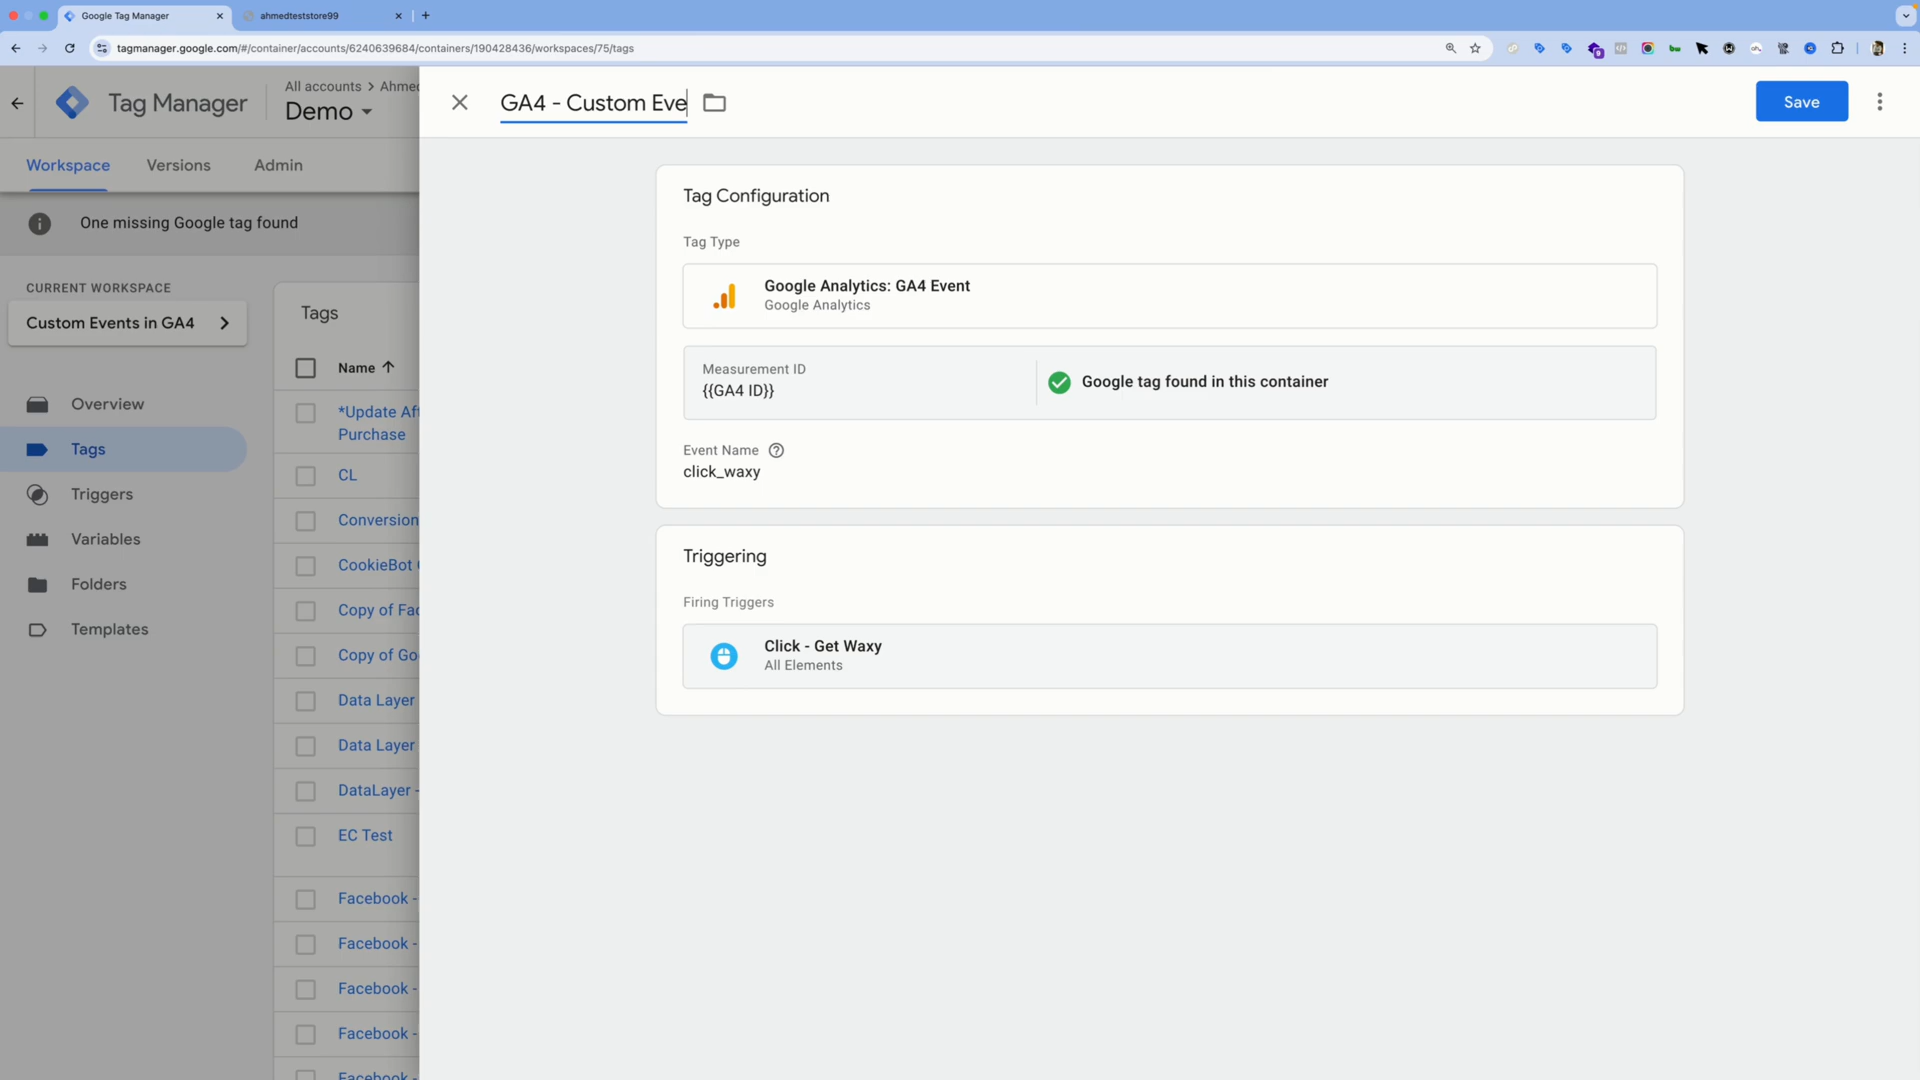 Google Tag Manager
ahmedteststore99
tagmanager.google.com/#/container/accounts/6240639684/containers/190428436/workspaces/75/tags
Tag Manager
All accounts > Ahmed
Demo
GA4 - Custom Eve
Save
Workspace
Versions
Admin
One missing Google tag found
CURRENT WORKSPACE
Custom Events in GA4
Overview
Tags
Triggers
Variables
Folders
Templates
Tags
Name
*Update Aft
Purchase
CL
Conversion
CookieBot
Copy of Fac
Copy of Go
Data Layer
Data Layer
DataLayer -
EC Test
Facebook -
Facebook -
Facebook -
Facebook -
Facebook
Tag Configuration
Tag Type
Google Analytics: GA4 Event
Google Analytics
Measurement ID
{{GA4 ID}}
Google tag found in this container
Event Name
click_waxy
Triggering
Firing Triggers
Click - Get Waxy
All Elements